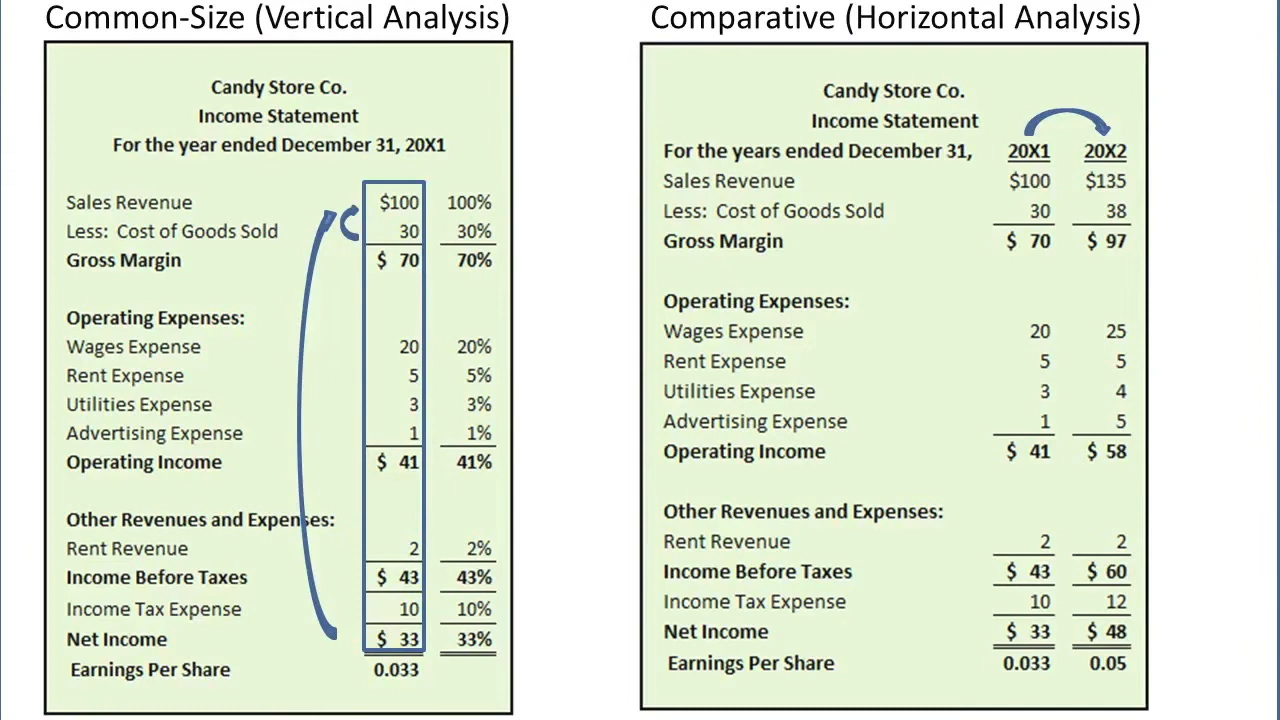 Common-Size (Vertical Analysis)
Candy Store Co.
Income Statement
For the year ended December 31, 20X1
Sales Revenue $100 100%
Less: Cost of Goods Sold 30 30%
Gross Margin $ 70 70%
Operating Expenses:
Wages Expense 20 20%
Rent Expense 5 5%
Utilities Expense 3 3%
Advertising Expense 1 1%
Operating Income $ 41 41%
Other Revenues and Expenses:
Rent Revenue 2 2%
Income Before Taxes $ 43 43%
Income Tax Expense 10 10%
Net Income $ 33 33%
Earnings Per Share 0.033
Comparative (Horizontal Analysis)
Candy Store Co.
Income Statement
For the years ended December 31, 20X1 20X2
Sales Revenue $100 $135
Less: Cost of Goods Sold 30 38
Gross Margin $ 70 $ 97
Operating Expenses:
Wages Expense 20 25
Rent Expense 5 5
Utilities Expense 3 4
Advertising Expense 1 5
Operating Income $ 41 $ 58
Other Revenues and Expenses:
Rent Revenue 2 2
Income Before Taxes $ 43 $ 60
Income Tax Expense 10 12
Net Income $ 33 $ 48
Earnings Per Share 0.033 0.05